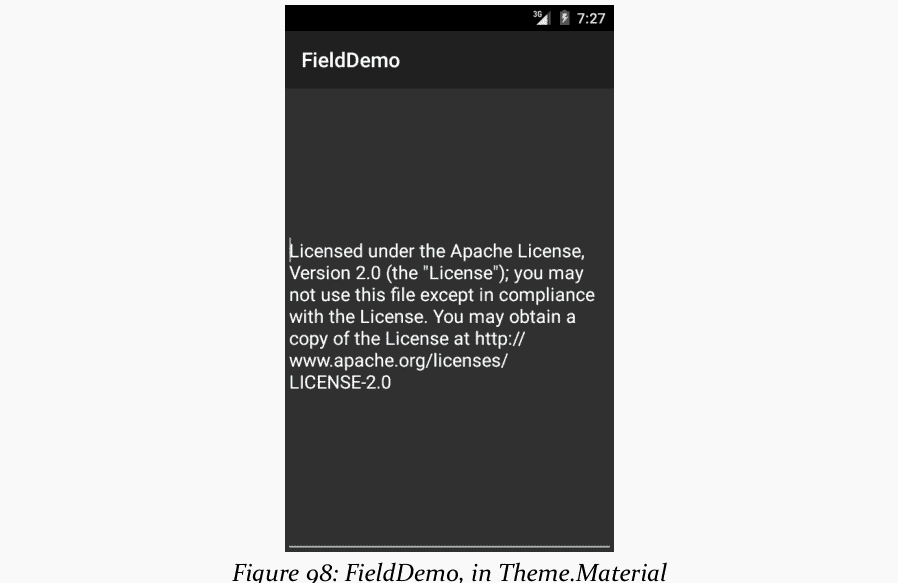 3G 7:27
FieldDemo
Licensed under the Apache License,
Version 2.0 (the "License"); you may
not use this file except in compliance
with the License. You may obtain a
copy of the License at http://
www.apache.org/licenses/
LICENSE-2.0
Figure 98: FieldDemo, in Theme.Material